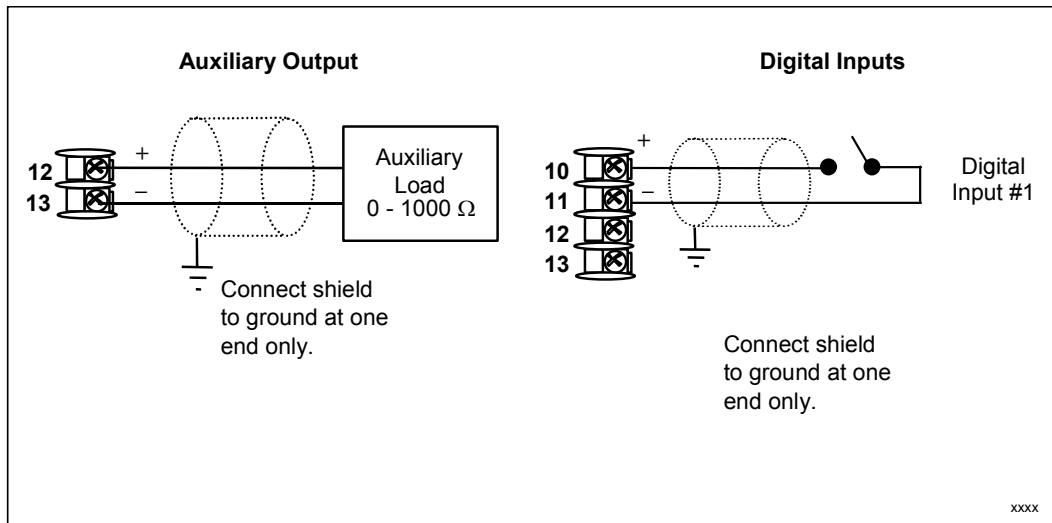 Auxiliary Output
12
+
13
−
Auxiliary
Load
0 - 1000 Ω
Connect shield
to ground at one
end only.
Digital Inputs
10
+
11
−
12
13
Digital
Input #1
Connect shield
to ground at one
end only.
xxxx